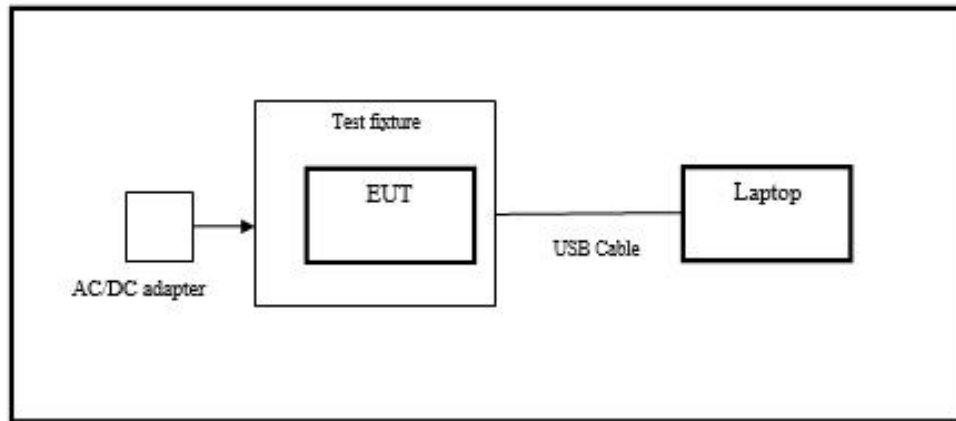 Test fixture
EUT
Laptop
USB Cable
AC/DC adapter